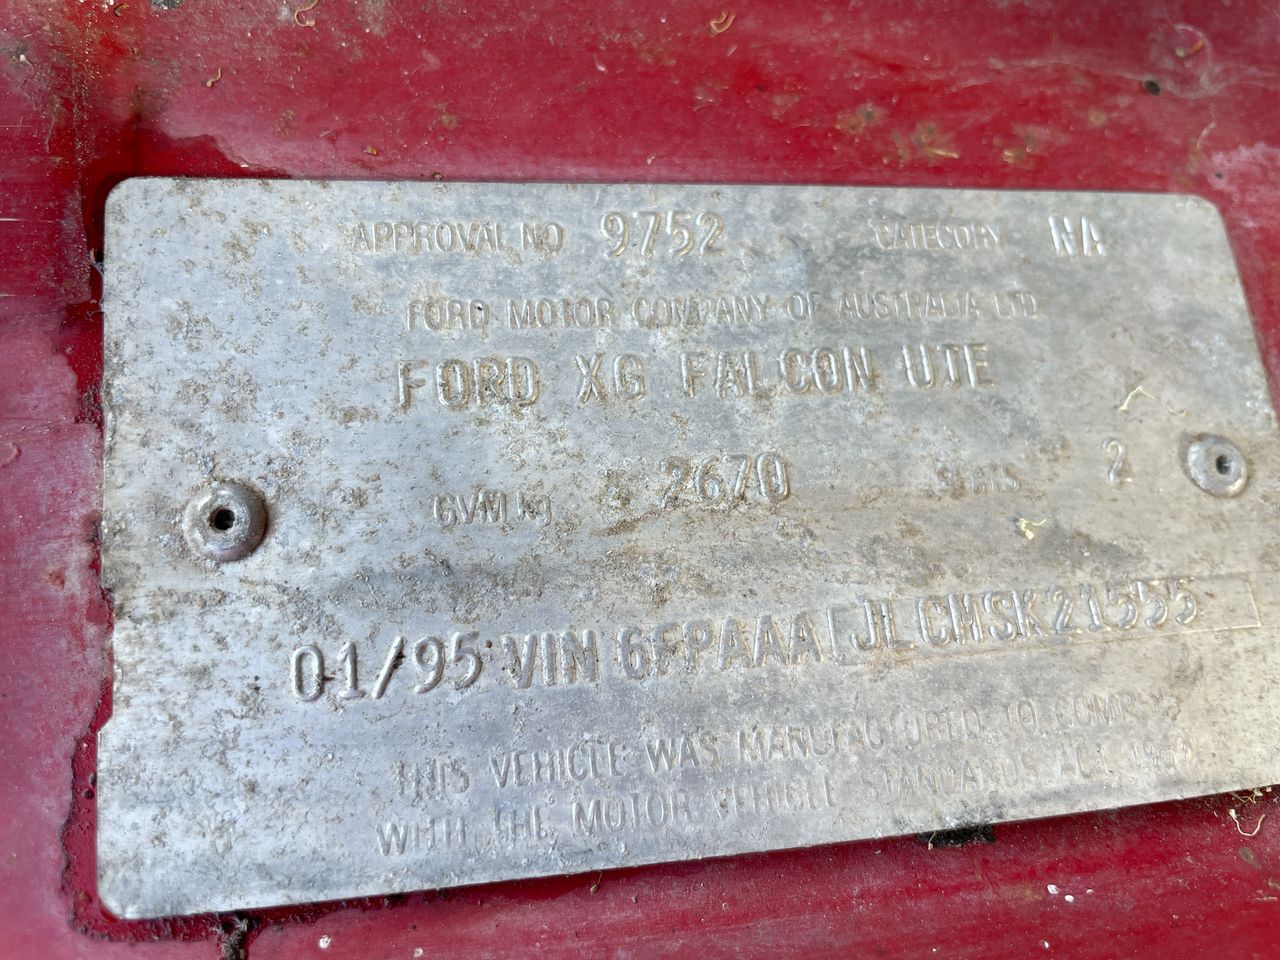 APPROVAL NO 9752 CATEGORY NA
FORD MOTOR COMPANY OF AUSTRALIA LTD
FORD XG FALCON UTE
GVM kg 2670 SEATS 2
01/95 VIN 6FPAAAJLCMSK21555
THIS VEHICLE WAS MANUFACTURED TO COMPLY
WITH THE MOTOR VEHICLE STANDARDS ACT 1989